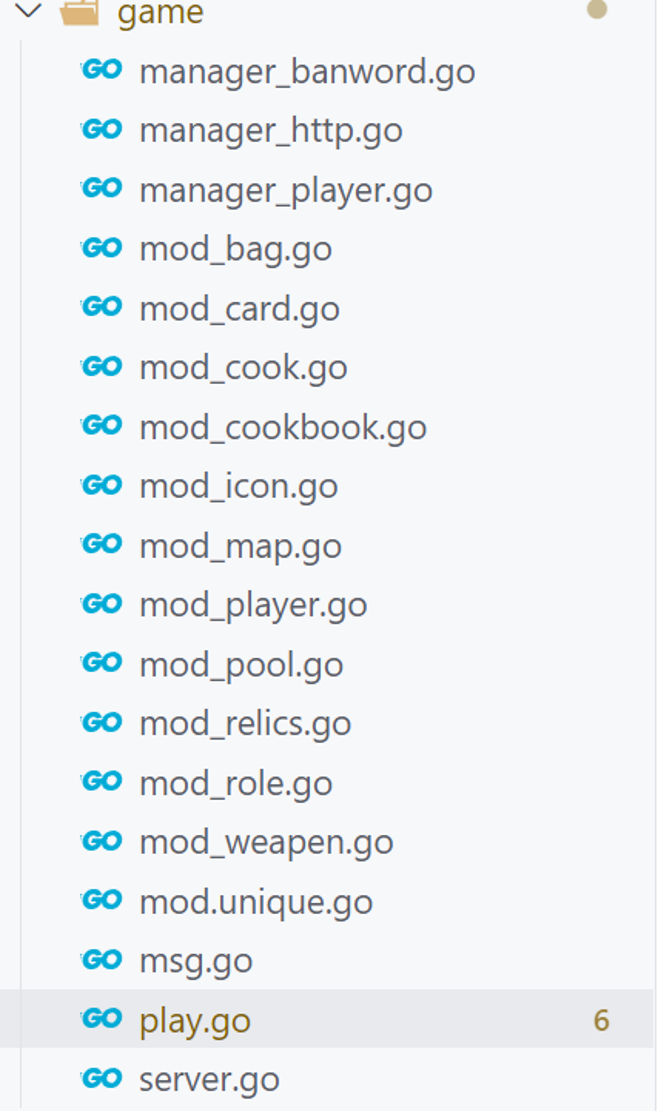 game
GO manager_banword.go
GO manager_http.go
GO manager_player.go
GO mod_bag.go
GO mod_card.go
GO mod_cook.go
GO mod_cookbook.go
GO mod_icon.go
GO mod_map.go
GO mod_player.go
GO mod_pool.go
GO mod_relics.go
GO mod_role.go
GO mod_weapen.go
GO mod.unique.go
GO msg.go
GO play.go 6
GO server.go